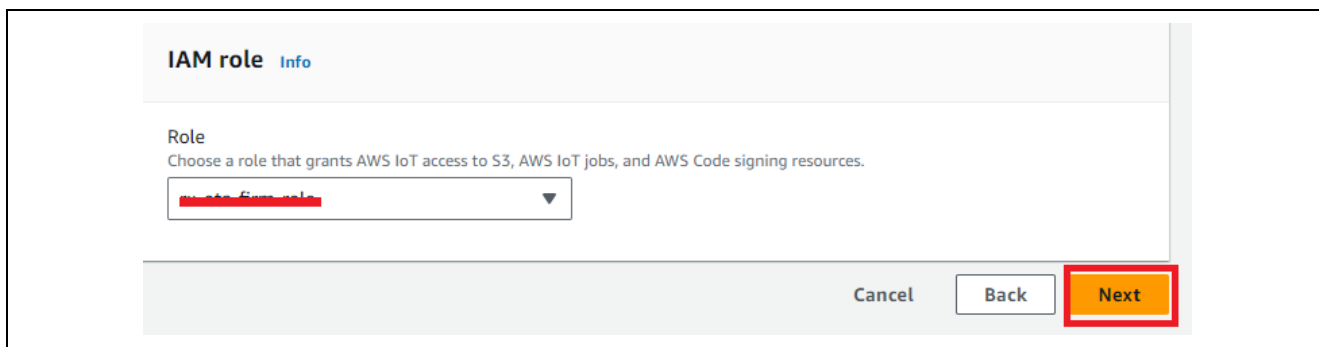 IAM role Info
Role
Choose a role that grants AWS IoT access to S3, AWS IoT jobs, and AWS Code signing resources.
Cancel Back Next